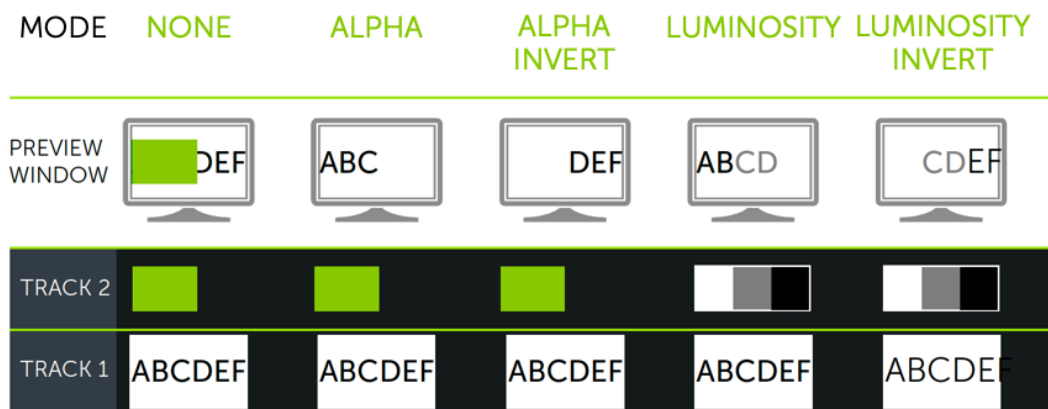 MODE NONE ALPHA ALPHA INVERT LUMINOSITY LUMINOSITY INVERT
PREVIEW WINDOW DEF ABC DEF ABCD CDEF
TRACK 2
TRACK 1 ABCDEF ABCDEF ABCDEF ABCDEF ABCDEF